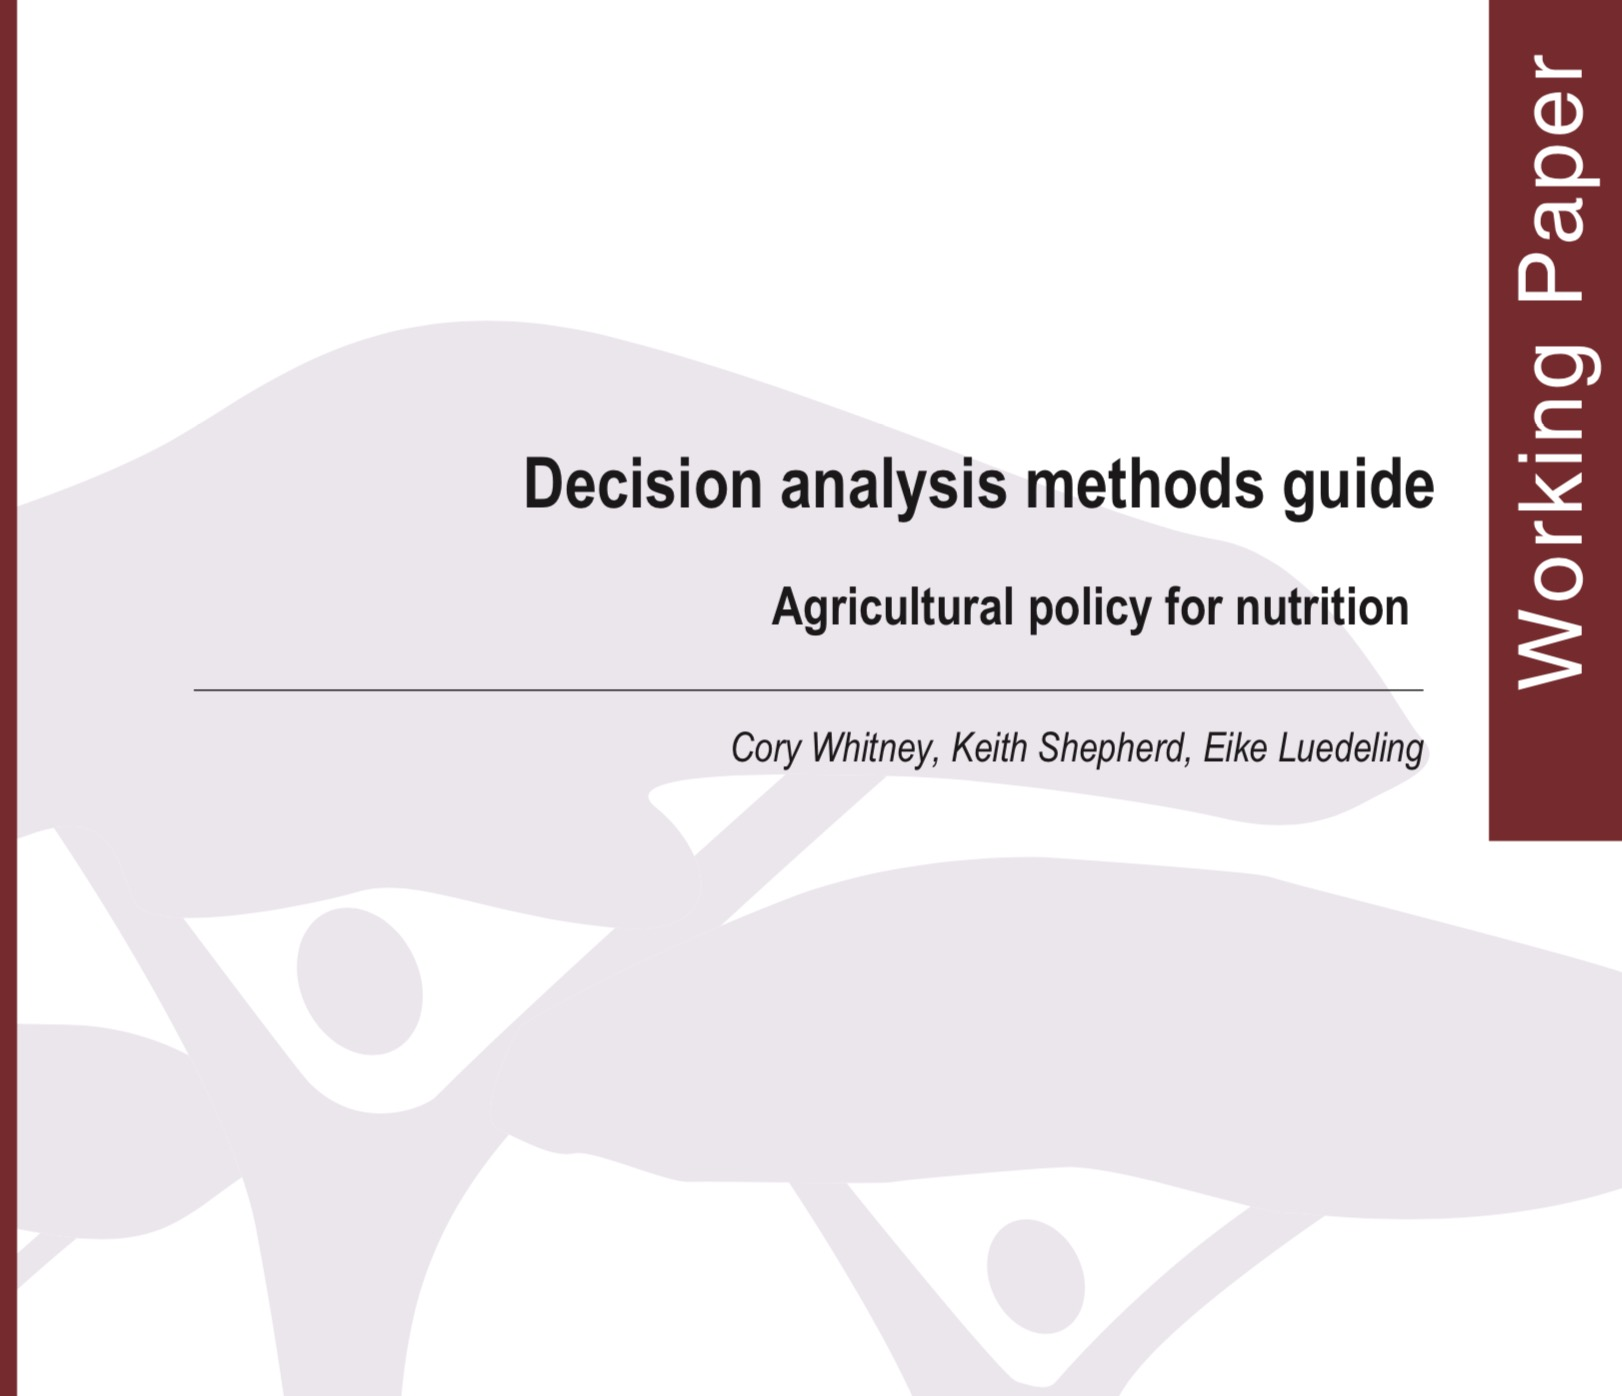 Working Paper
Decision analysis methods guide
Agricultural policy for nutrition
Cory Whitney, Keith Shepherd, Eike Luedeling